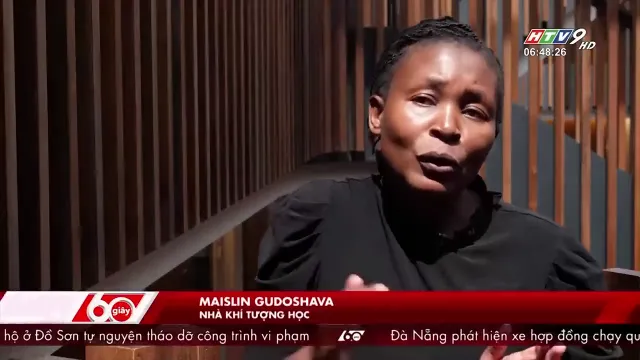 HTV9 HD
06:48.26
MAISLIN GUDOSHAVA
60 giây
NHÀ KHÍ TƯỢNG HỌC
hộ ở Đồ Sơn tự nguyện tháo dỡ công trình vi phạm 60 giây Đà Nẵng phát hiện xe hợp đồng chạy qu